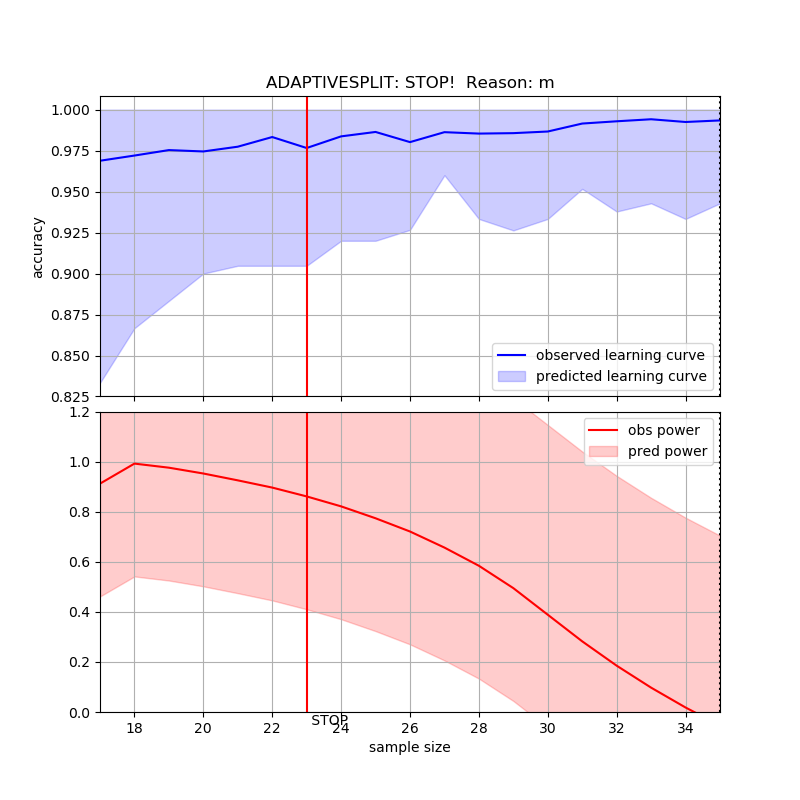 ADAPTIVESPLIT: STOP!  Reason: m
1.000
0.975
0.950
0.925
0.900
0.875
0.850
0.825
accuracy
observed learning curve
predicted learning curve
1.2
1.0
0.8
0.6
0.4
0.2
0.0
obs power
pred power
STOP
18 20 22 24 26 28 30 32 34
sample size